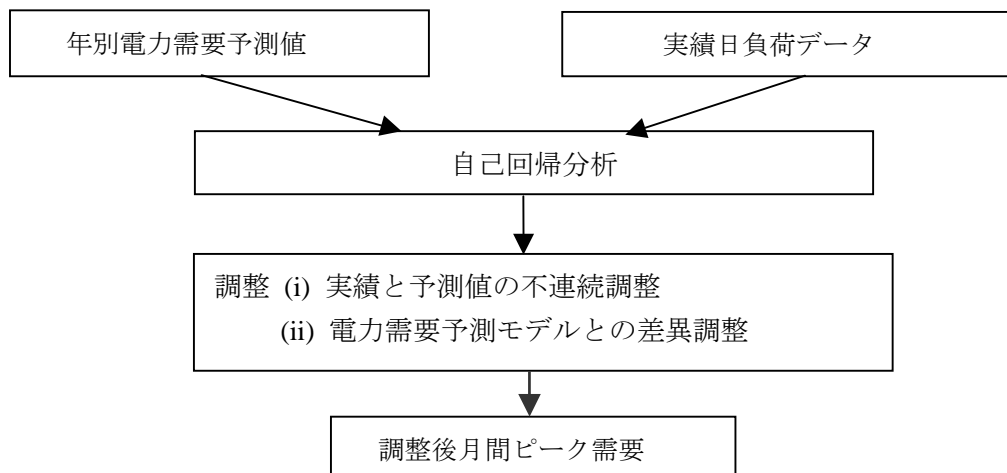 年別電力需要予測値
実績日負荷データ
自己回帰分析
調整 (i) 実績と予測値の不連続調整
(ii) 電力需要予測モデルとの差異調整
調整後月間ピーク需要